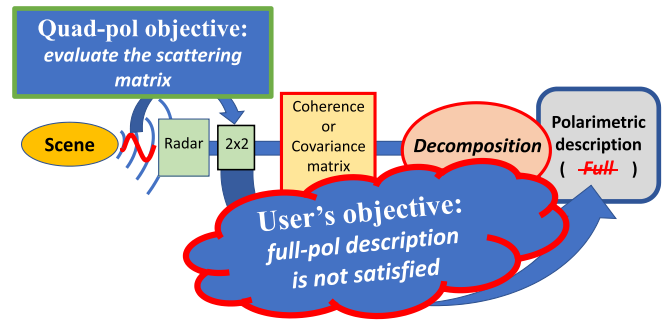 Quad-pol objective:
evaluate the scattering
matrix
Scene
Radar
2x2
Coherence
or
Covariance
matrix
Decomposition
Polarimetric
description
( Full )
User's objective:
full-pol description
is not satisfied